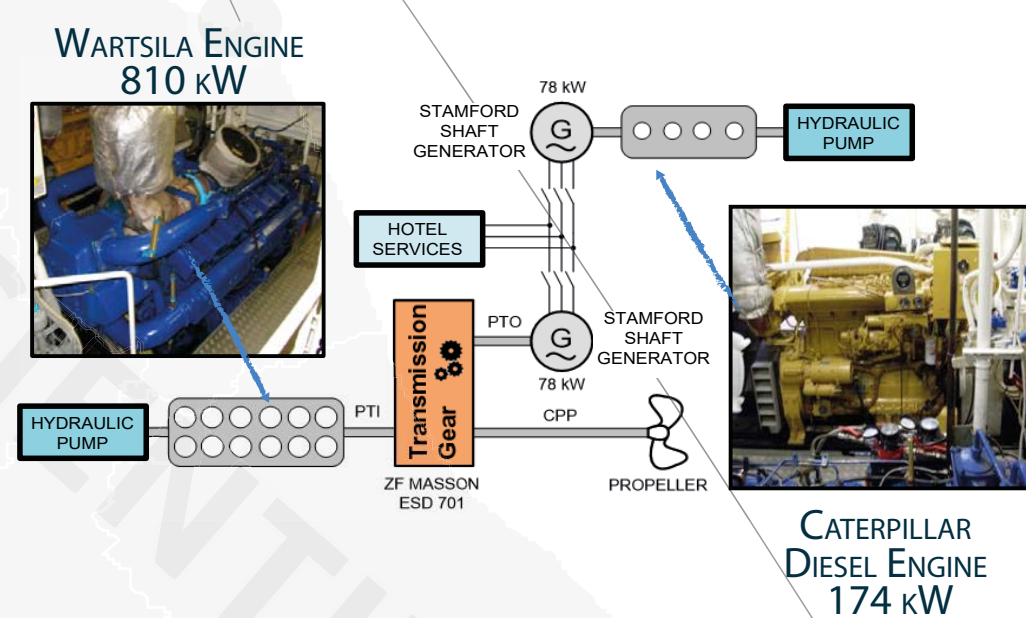 WARTSILA ENGINE
810 KW
78 kW
STAMFORD
SHAFT
GENERATOR
G
HYDRAULIC
PUMP
HOTEL
SERVICES
Transmission
Gear
PTO
G
78 kW
STAMFORD
SHAFT
GENERATOR
HYDRAULIC
PUMP
PTI
CPP
ZF MASSON
ESD 701
PROPELLER
CATERPILLAR
DIESEL ENGINE
174 KW